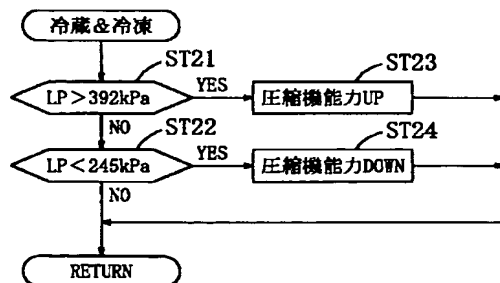 冷蔵&冷凍
ST21
LP>392kPa
YES
ST23
圧縮機能力UP
NO
ST22
LP<245kPa
YES
ST24
圧縮機能力DOWN
NO
RETURN